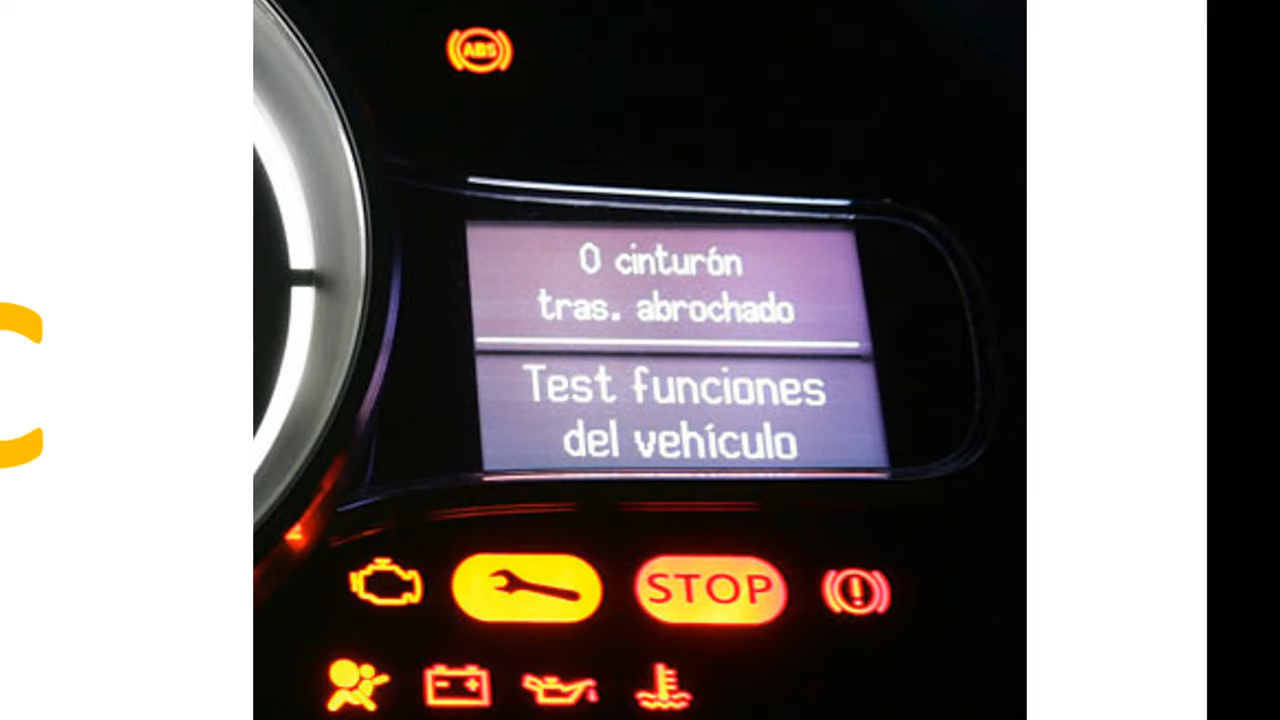 ABS
0 cinturón
tras. abrochado
Test funciones
del vehículo
STOP